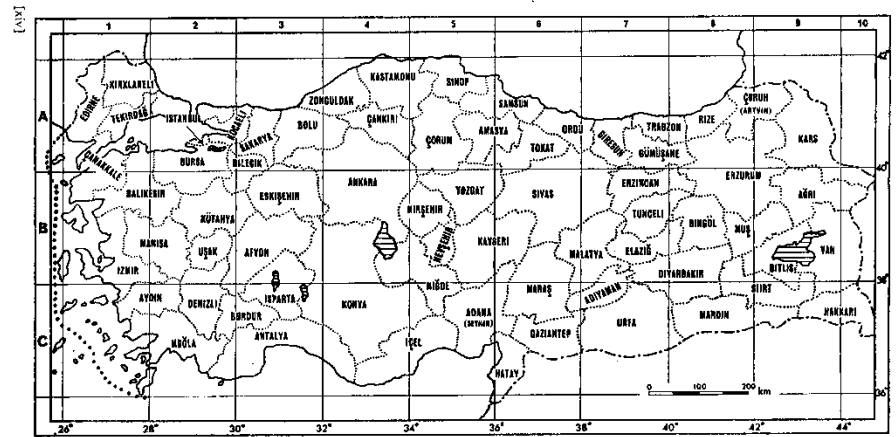 [xiv]
1 2 3 4 5 6 7 8 9 10
A
B
C
42°
40°
38°
36°
26° 28° 30° 32° 34° 36° 38° 40° 42° 44°
KIRKLARELİ
EDİRNE
TEKİRDAĞ
İSTANBUL
KOCAELİ
SAKARYA
ÇANAKKALE
BURSA
BİLEÇİK
BOLU
ZONGULDAK
KASTAMONU
ÇANKIRI
SİNOP
SAMSUN
ÇORUM
AMASYA
TOKAT
ORDU
GİRESUN
TRABZON
GÜMÜŞANE
RİZE
ÇORUH
(ARTVİN)
KARS
BALIKESİR
KÜTAHYA
ESKİŞEHİR
ANKARA
KIRŞEHİR
YOZGAT
SİVAS
ERZİNCAN
ERZURUM
AĞRI
MANİSA
UŞAK
AFYON
NEVŞEHİR
KAYSERİ
MALATYA
TUNCELİ
ELAZIĞ
BİNGÖL
MUŞ
BİTLİS
VAN
İZMİR
AYDIN
DENİZLİ
ISPARTA
BURDUR
KONYA
NİĞDE
ADANA
(SEYHAN)
MARAŞ
ADIYAMAN
DİYARBAKIR
SİİRT
HAKKARİ
MUĞLA
ANTALYA
İÇEL
GAZİANTEP
URFA
MARDİN
HATAY
0 100 200
km